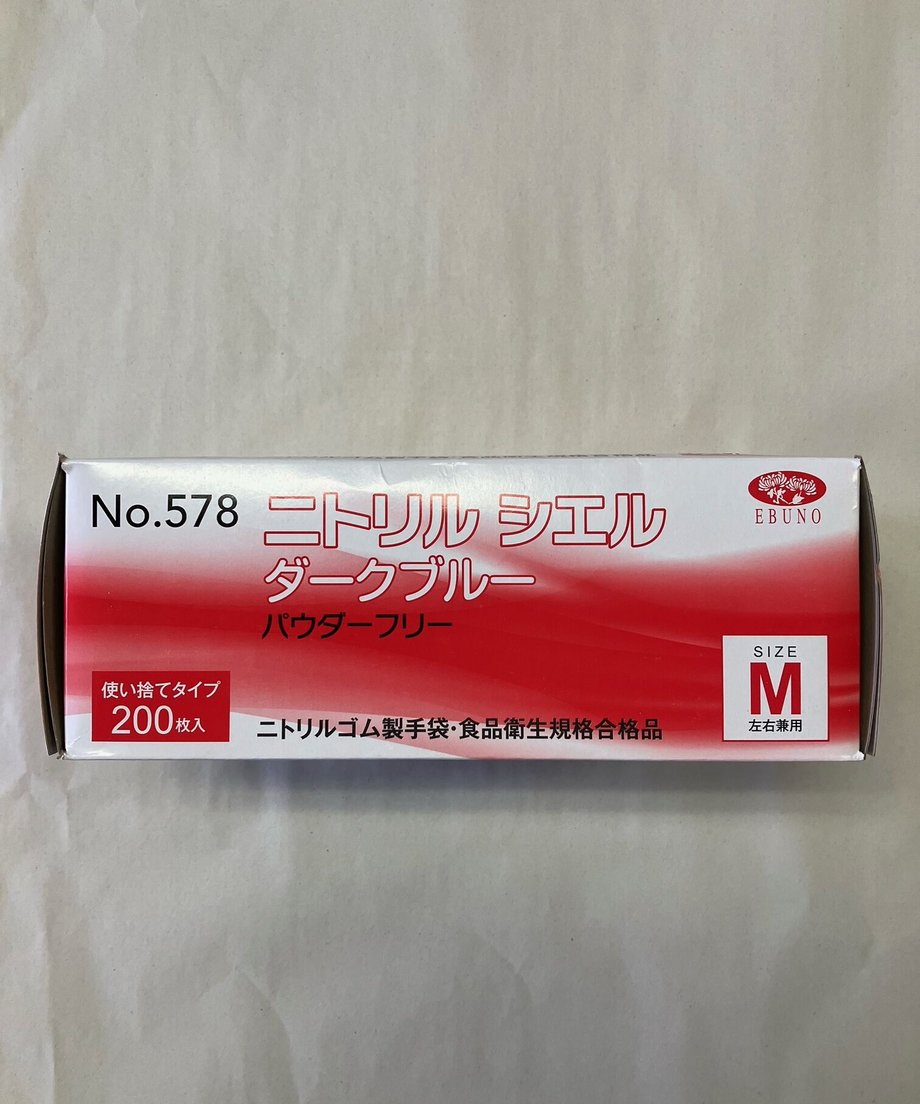 No.578
ニトリル シエル
ダークブルー
パウダーフリー
EBUNO
使い捨てタイプ
200枚入
ニトリルゴム製手袋・食品衛生規格合格品
SIZE
M
左右兼用